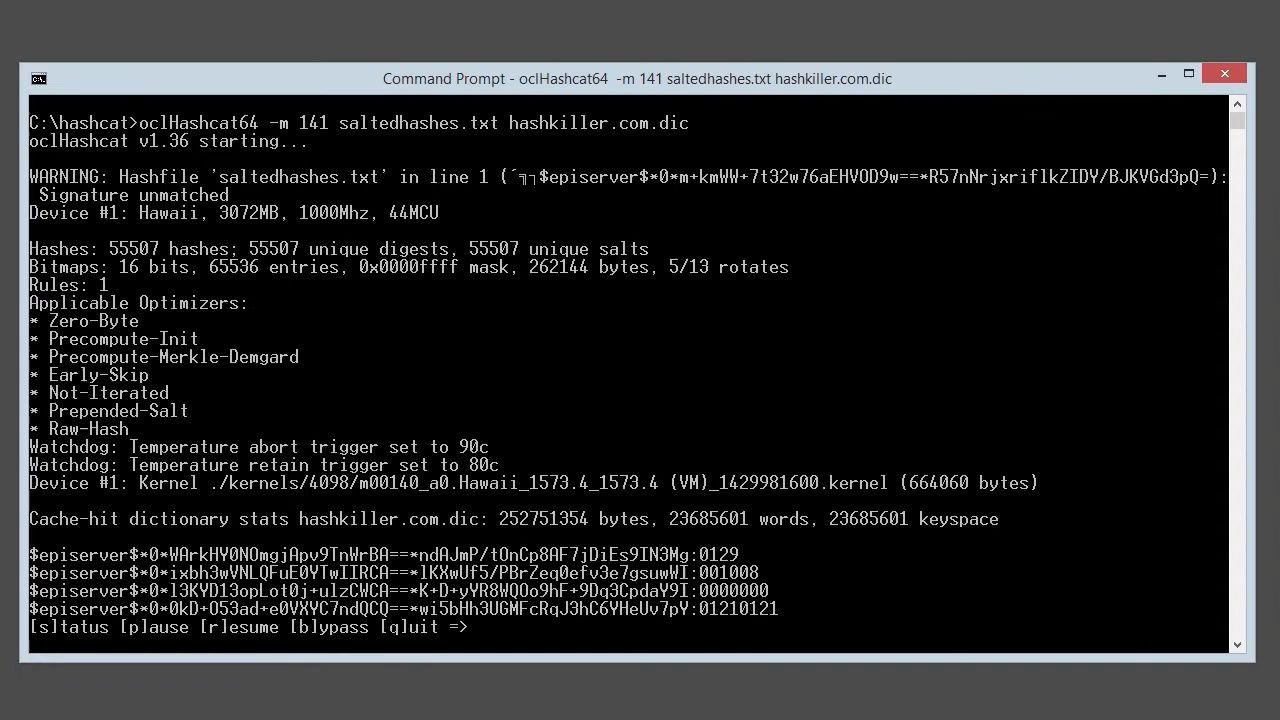 Command Prompt - oclHashcat64 -m 141 saltedhashes.txt hashkiller.com.dic
C:\hashcat>oclHashcat64 -m 141 saltedhashes.txt hashkiller.com.dic
oclHashcat v1.36 starting...
WARNING: Hashfile 'saltedhashes.txt' in line 1 (´╗┐$episerver$*0*m+kmWW+7t32w76aEHVOD9w==*R57nNrjxriflkZIDY/BJKVGd3pQ=):
Signature unmatched
Device #1: Hawaii, 3072MB, 1000Mhz, 44MCU
Hashes: 55507 hashes; 55507 unique digests, 55507 unique salts
Bitmaps: 16 bits, 65536 entries, 0x0000ffff mask, 262144 bytes, 5/13 rotates
Rules: 1
Applicable Optimizers:
* Zero-Byte
* Precompute-Init
* Precompute-Merkle-Demgard
* Early-Skip
* Not-Iterated
* Prepended-Salt
* Raw-Hash
Watchdog: Temperature abort trigger set to 90c
Watchdog: Temperature retain trigger set to 80c
Device #1: Kernel ./kernels/4098/m00140_a0.Hawaii_1573.4_1573.4 (VM)_1429981600.kernel (664060 bytes)
Cache-hit dictionary stats hashkiller.com.dic: 252751354 bytes, 23685601 words, 23685601 keyspace
$episerver$*0*WArkHY0NOmgjApv9TnWrBA==*ndAJmP/tOnCp8AF7jDiEs9IN3Mg:0129
$episerver$*0*ixbh3wVNLQFuE0YTwIIRCA==*lKXwUf5/PBrZeq0efv3e7gsuwWI:001008
$episerver$*0*l3KYD13opLot0j+ulzCWCA==*K+D+yYR8WQOo9hF+9Dq3CpdaY9I:0000000
$episerver$*0*0kD+O53ad+e0VXYC7ndQCQ==*wi5bHh3UGMFcRqJ3hC6YHeUv7pY:01210121
[s]tatus [p]ause [r]esume [b]ypass [q]uit =>